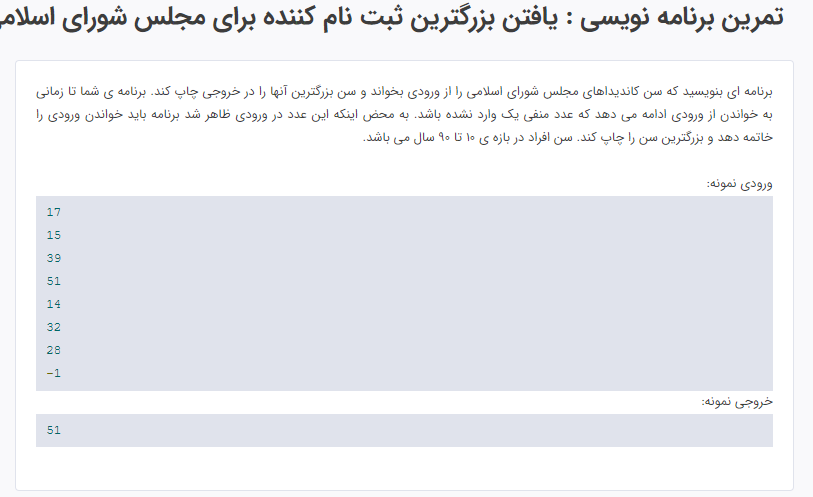 تمرین برنامه نویسی : یافتن بزرگترین ثبت نام کننده برای مجلس شورای اسلامی
برنامه ای بنویسید که سن کاندیداهای مجلس شورای اسلامی را از ورودی بخواند و سن بزرگترین آنها را در خروجی چاپ کند. برنامه ی شما تا زمانی
به خواندن از ورودی ادامه می دهد که عدد منفی یک وارد نشده باشد. به محض اینکه این عدد در ورودی ظاهر شد برنامه باید خواندن ورودی را
خاتمه دهد و بزرگترین سن را چاپ کند. سن افراد در بازه ی ۱۰ تا ۹۰ سال می باشد.
ورودی نمونه:
17
15
39
51
14
32
28
-1
خروجی نمونه:
51